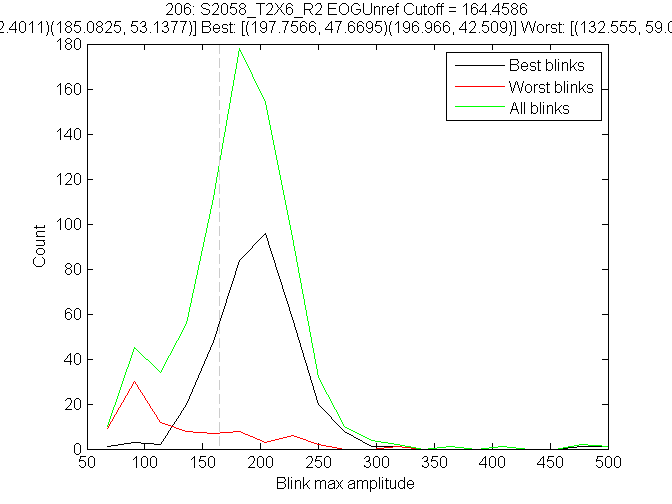 206: S2058_T2X6_R2 EOGUnref Cutoff = 164.4586
2.4011)(185.0825, 53.1377)] Best: [(197.7566, 47.6695)(196.966, 42.509)] Worst: [(132.555, 59.0
180
160
140
120
100
80
60
40
20
0
Count
Best blinks
Worst blinks
All blinks
50 100 150 200 250 300 350 400 450 500
Blink max amplitude